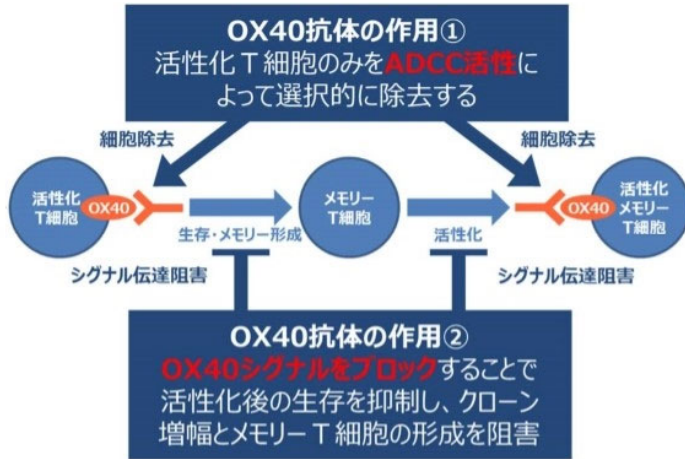 OX40抗体の作用①
活性化T細胞のみをADCC活性に
よって選択的に除去する
細胞除去
細胞除去
活性化
T細胞
OX40
メモリー
T細胞
OX40
活性化
メモリー
T細胞
生存・メモリー形成
活性化
シグナル伝達阻害
シグナル伝達阻害
OX40抗体の作用②
OX40シグナルをブロックすることで
活性化後の生存を抑制し、クローン
増幅とメモリーT細胞の形成を阻害